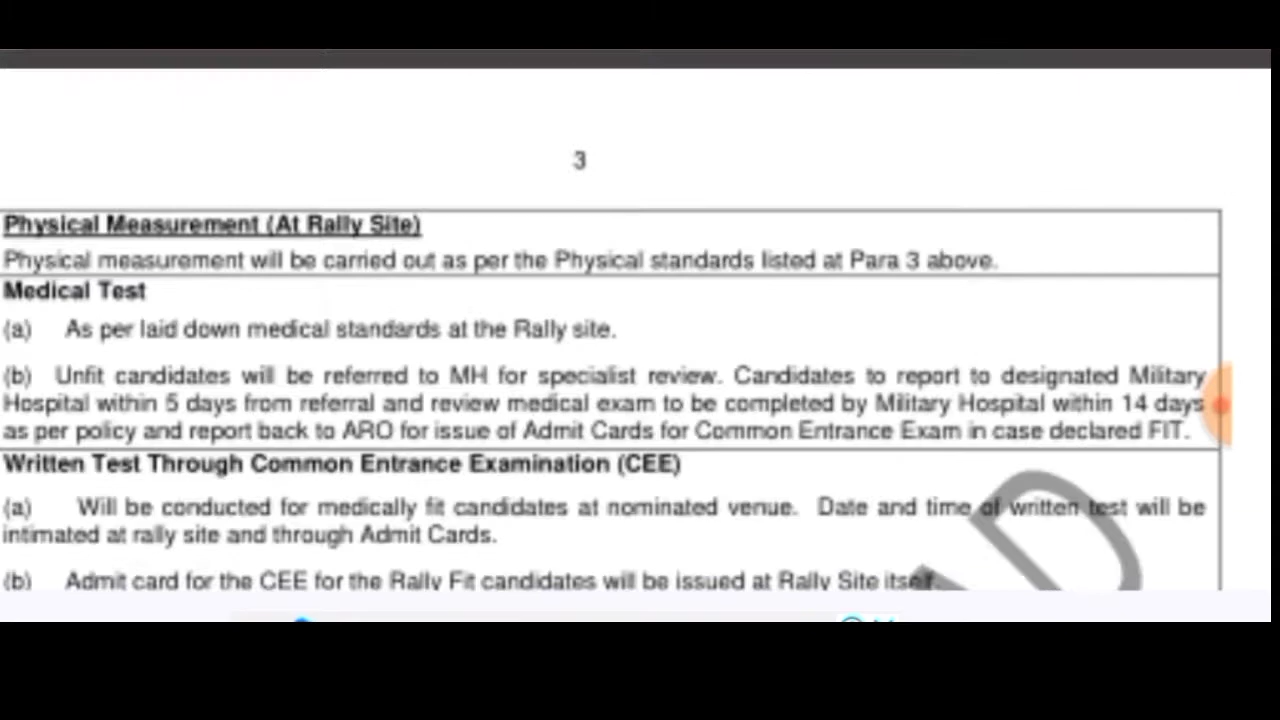 3
Physical Measurement (At Rally Site)
Physical measurement will be carried out as per the Physical standards listed at Para 3 above.
Medical Test
(a) As per laid down medical standards at the Rally site.
(b) Unfit candidates will be referred to MH for specialist review. Candidates to report to designated Military
Hospital within 5 days from referral and review medical exam to be completed by Military Hospital within 14 days
as per policy and report back to ARO for issue of Admit Cards for Common Entrance Exam in case declared FIT.
Written Test Through Common Entrance Examination (CEE)
(a) Will be conducted for medically fit candidates at nominated venue. Date and time of written test will be
intimated at rally site and through Admit Cards.
(b) Admit card for the CEE for the Rally Fit candidates will be issued at Rally Site itself.
D